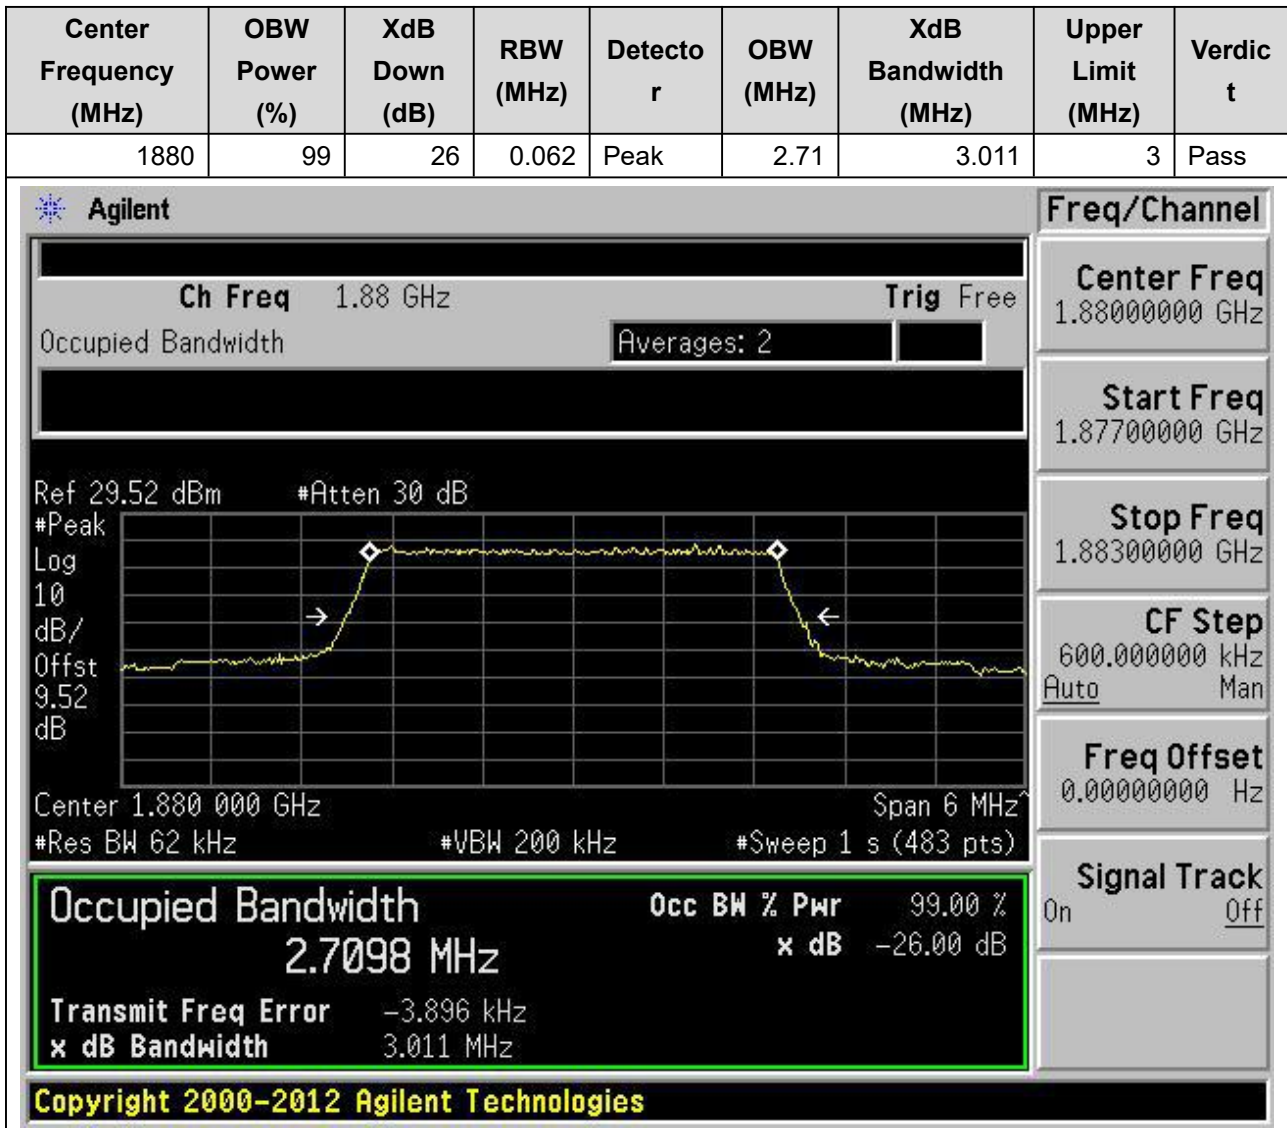 Center Frequency (MHz) OBW Power (%) XdB Down (dB) RBW (MHz) Detector OBW (MHz) XdB Bandwidth (MHz) Upper Limit (MHz) Verdict
1880 99 26 0.062 Peak 2.71 3.011 3 Pass
Agilent
Freq/Channel
Ch Freq 1.88 GHz Trig Free
Occupied Bandwidth Averages: 2
Center Freq
1.88000000 GHz
Start Freq
1.87700000 GHz
Stop Freq
1.88300000 GHz
CF Step
600.000000 kHz
Auto Man
Freq Offset
0.00000000 Hz
Signal Track
On Off
Ref 29.52 dBm #Atten 30 dB
#Peak
Log
10
dB/
Offst
9.52
dB
Center 1.880 000 GHz Span 6 MHz^
#Res BW 62 kHz #VBW 200 kHz #Sweep 1 s (483 pts)
Occupied Bandwidth Occ BW % Pwr 99.00 %
2.7098 MHz x dB -26.00 dB
Transmit Freq Error -3.896 kHz
x dB Bandwidth 3.011 MHz
Copyright 2000-2012 Agilent Technologies